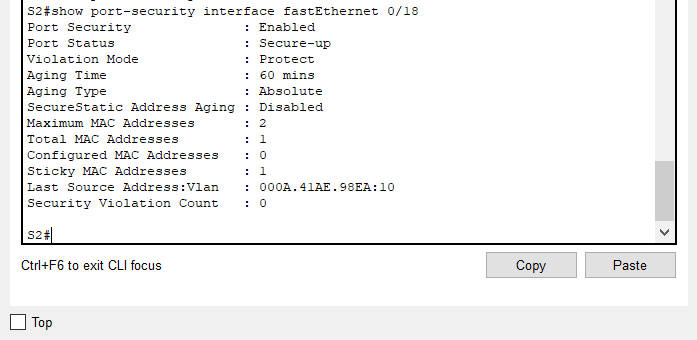 S2#show port-security interface fastEthernet 0/18
Port Security : Enabled
Port Status : Secure-up
Violation Mode : Protect
Aging Time : 60 mins
Aging Type : Absolute
SecureStatic Address Aging : Disabled
Maximum MAC Addresses : 2
Total MAC Addresses : 1
Configured MAC Addresses : 0
Sticky MAC Addresses : 1
Last Source Address:Vlan : 000A.41AE.98EA:10
Security Violation Count : 0
S2#
Ctrl+F6 to exit CLI focus
Copy
Paste
Top